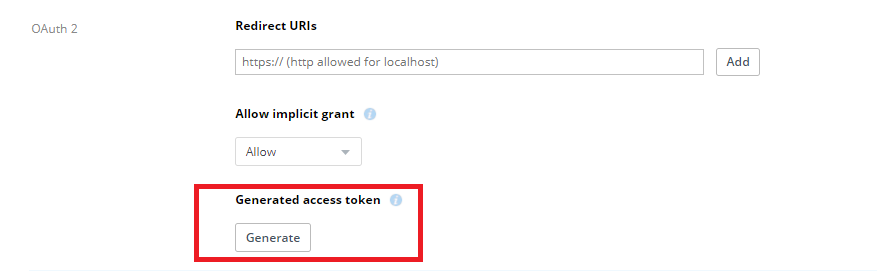 OAuth 2
Redirect URIs
https:// (http allowed for localhost)
Add
Allow implicit grant
Allow
Generated access token
Generate